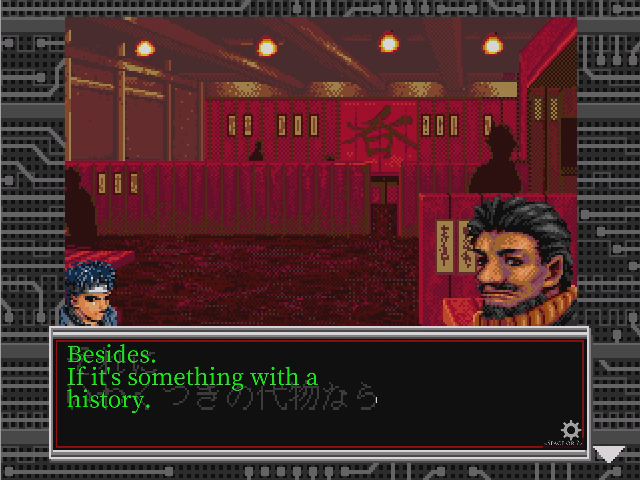 Besides.
If it's something with a
history.
つきの代物なら